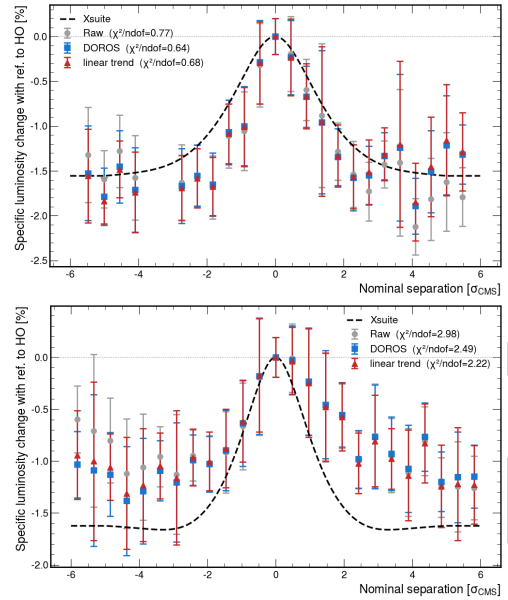 Specific luminosity change with ref. to HO [%]
Xsuite
Raw (χ²/ndof=0.77)
DOROS (χ²/ndof=0.64)
linear trend (χ²/ndof=0.68)
0.0
-0.5
-1.0
-1.5
-2.0
-2.5
-6 -4 -2 0 2 4 6
Nominal separation [σCMS]
Specific luminosity change with ref. to HO [%]
Xsuite
Raw (χ²/ndof=2.98)
DOROS (χ²/ndof=2.49)
linear trend (χ²/ndof=2.22)
0.0
-0.5
-1.0
-1.5
-2.0
-6 -4 -2 0 2 4 6
Nominal separation [σCMS]